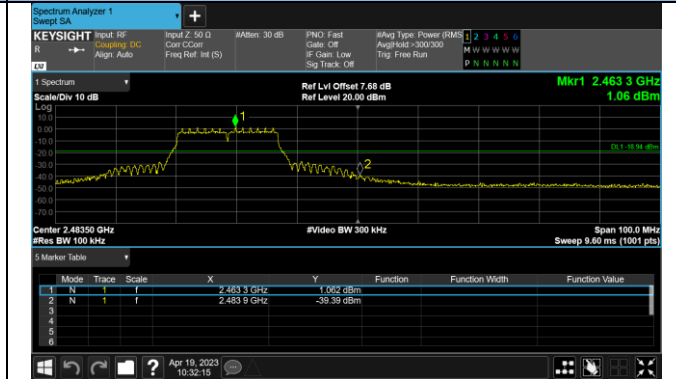 Spectrum Analyzer 1
Swept SA
+
KEYSIGHT Input: RF Input Z: 50 Ω #Atten: 30 dB PNO: Fast #Avg Type: Power (RMS 1 2 3 4 5 6
R Coupling: DC Corr CCorr Gate: Off Avg|Hold:>300/300 M W W W W W
Align: Auto Freq Ref: Int (S) IF Gain: Low Trig: Free Run
LXI Sig Track: Off P N N N N N
1 Spectrum Ref Lvl Offset 7.68 dB Mkr1 2.463 3 GHz
Scale/Div 10 dB Ref Level 20.00 dBm 1.06 dBm
Log
10.0
0.00
-10.0
-20.0
-30.0
-40.0
-50.0
-60.0
-70.0
1
DL1 -18.94 dBm
2
Center 2.48350 GHz #Video BW 300 kHz Span 100.0 MHz
#Res BW 100 kHz Sweep 9.60 ms (1001 pts)
5 Marker Table
Mode Trace Scale X Y Function Function Width Function Value
1 N 1 f 2.463 3 GHz 1.062 dBm
2 N 1 f 2.483 9 GHz -39.39 dBm
3
4
5
6
? Apr 19, 2023
10:32:15